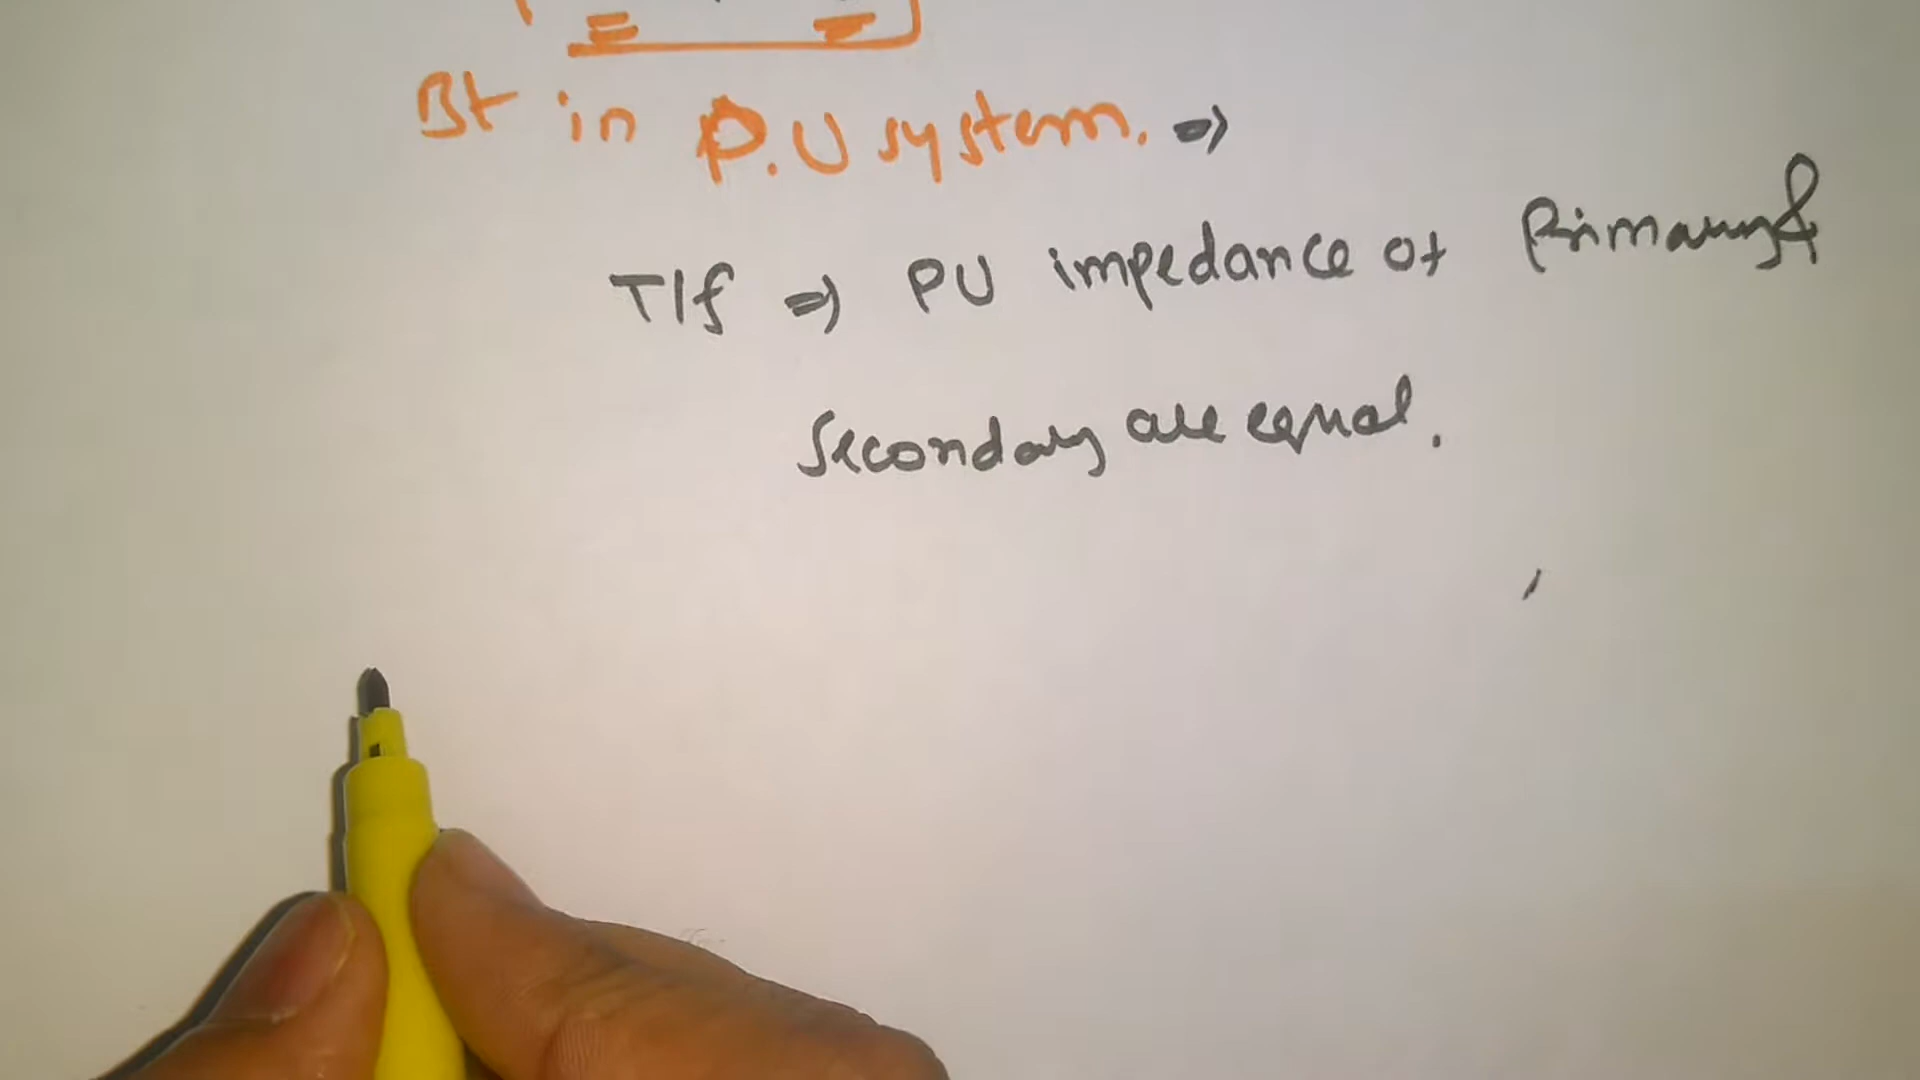 Bt in P.U system. ⇒
T/f ⇒ PU impedance of Primary &
Secondary are equal.